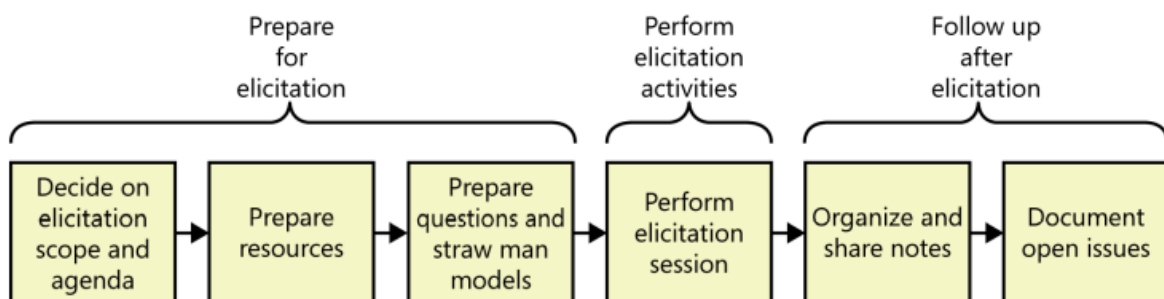 Prepare
for
elicitation
Perform
elicitation
activities
Follow up
after
elicitation
Decide on
elicitation
scope and
agenda
Prepare
resources
Prepare
questions and
straw man
models
Perform
elicitation
session
Organize and
share notes
Document
open issues